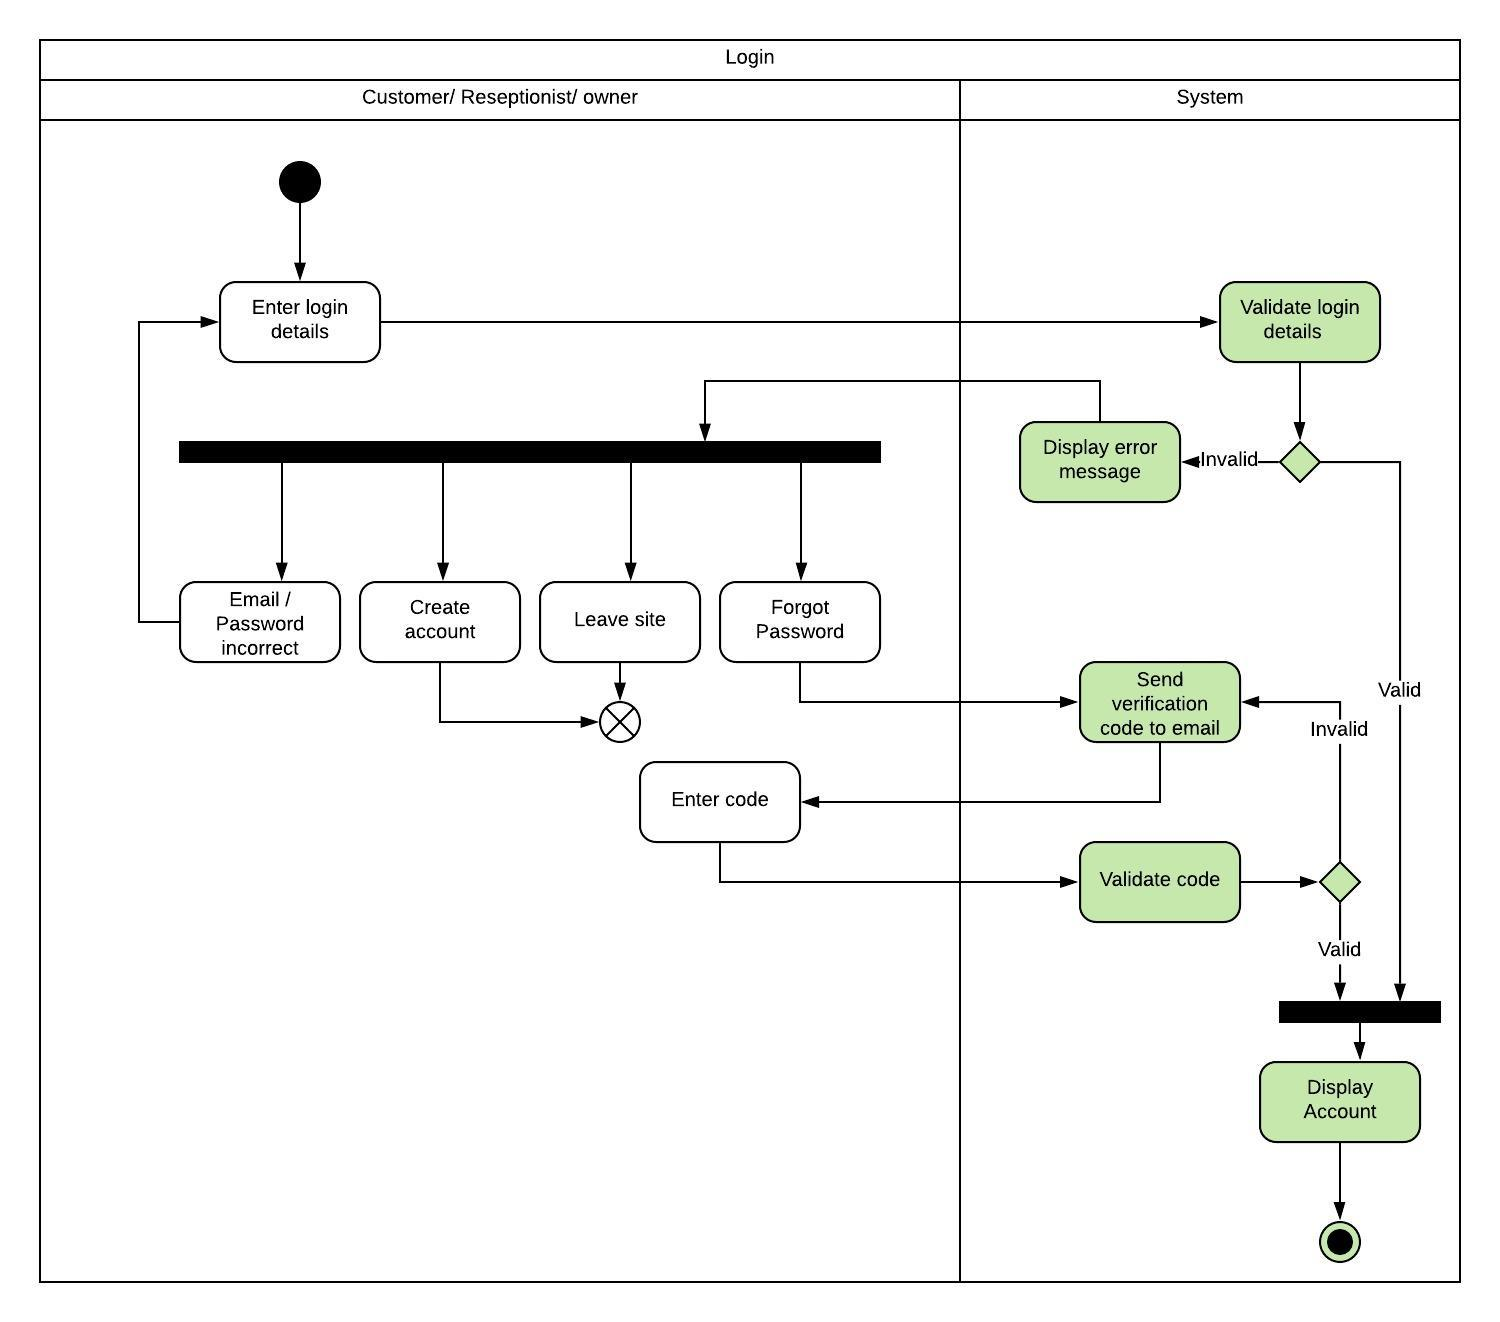 Login
Customer/ Reseptionist/ owner
System
Enter login
details
Validate login
details
Display error
message
Invalid
Email /
Password
incorrect
Create
account
Leave site
Forgot
Password
Send
verification
code to email
Valid
Invalid
Enter code
Validate code
Valid
Display
Account